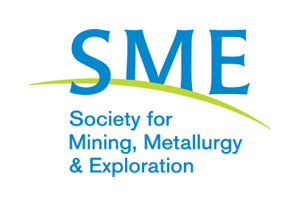 SME
Society for
Mining, Metallurgy
& Exploration